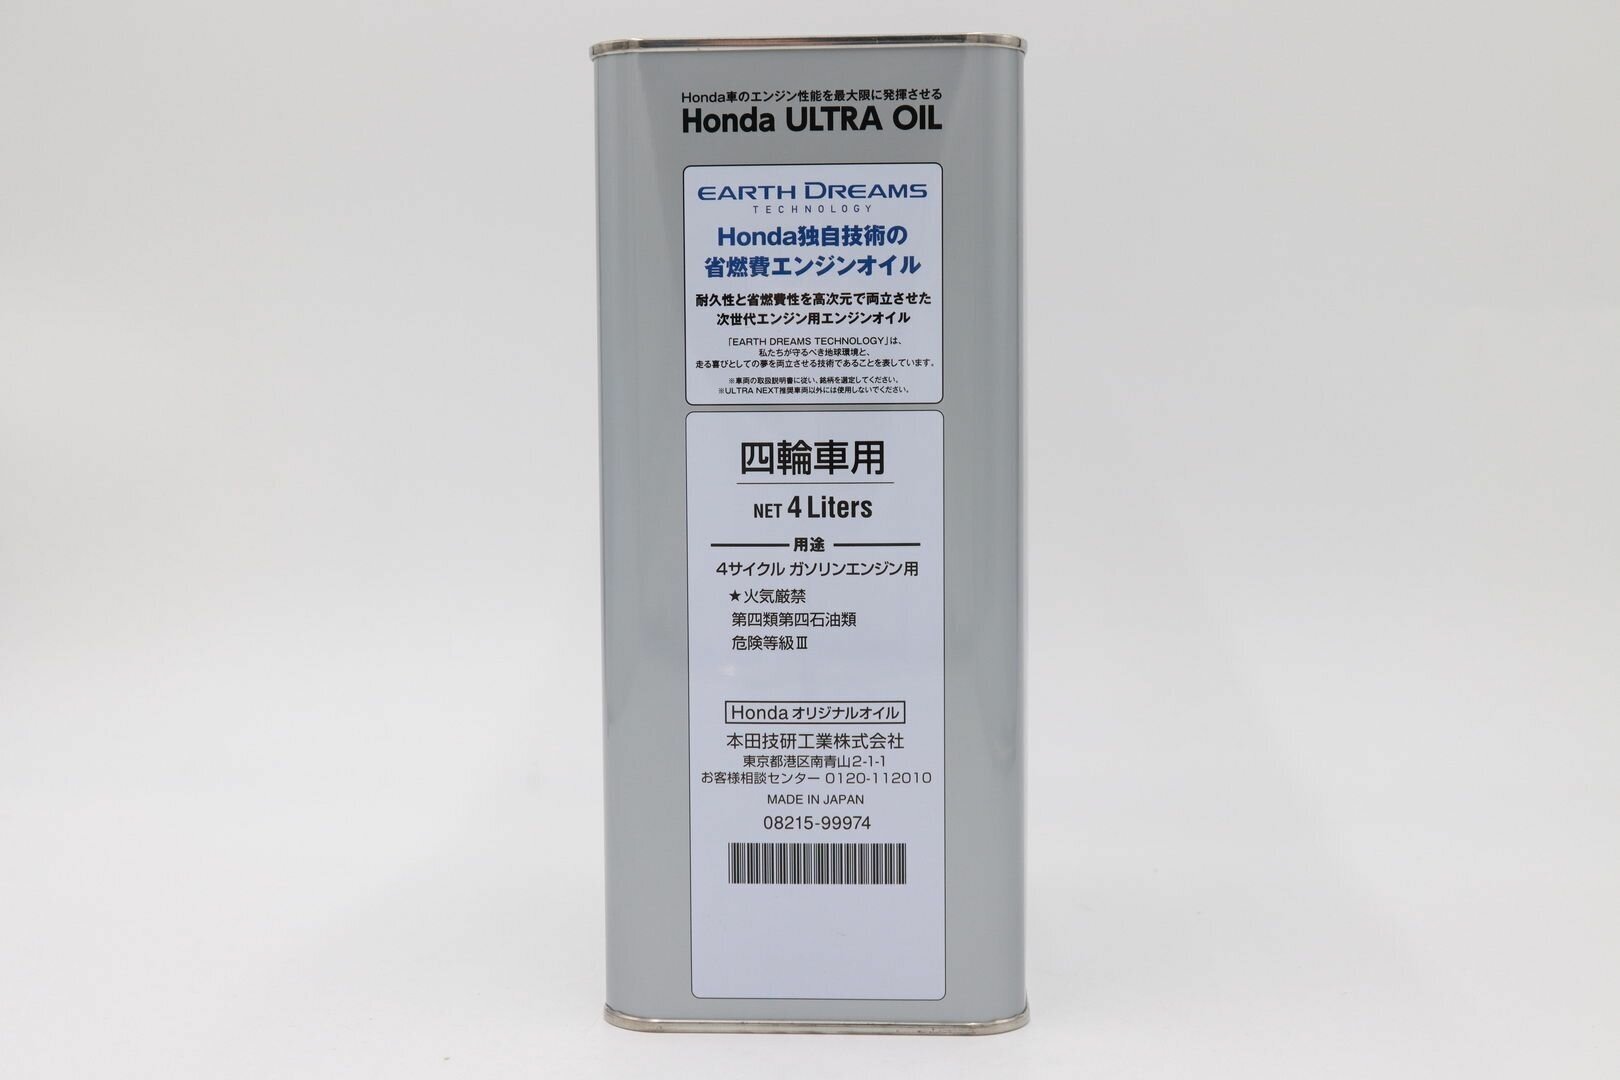 Honda車のエンジン性能を最大限に発揮させる
Honda ULTRA OIL
EARTH DREAMS
TECHNOLOGY
Honda独自技術の
省燃費エンジンオイル
耐久性と省燃費性を高次元で両立させた
次世代エンジン用エンジンオイル
「EARTH DREAMS TECHNOLOGY」は、
私たちが守るべき地球環境と、
走る喜びとしての夢を両立させる技術であることを表しています。
※車両の取扱説明書に従い、銘柄を選定してください。
※ULTRA NEXT推奨車両以外には使用しないでください。
四輪車用
NET 4 Liters
用途
4サイクル ガソリンエンジン用
★火気厳禁
第四類第四石油類
危険等級Ⅲ
Hondaオリジナルオイル
本田技研工業株式会社
東京都港区南青山2-1-1
お客様相談センター 0120-112010
MADE IN JAPAN
08215-99974